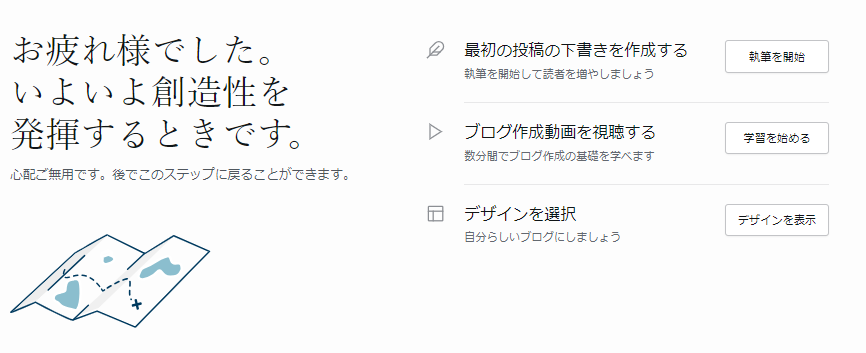 お疲れ様でした。
いよいよ創造性を
発揮するときです。
心配ご無用です。後でこのステップに戻ることができます。
最初の投稿の下書きを作成する
執筆を開始して読者を増やしましょう
執筆を開始
ブログ作成動画を視聴する
数分間でブログ作成の基礎を学べます
学習を始める
デザインを選択
自分らしいブログにしましょう
デザインを表示